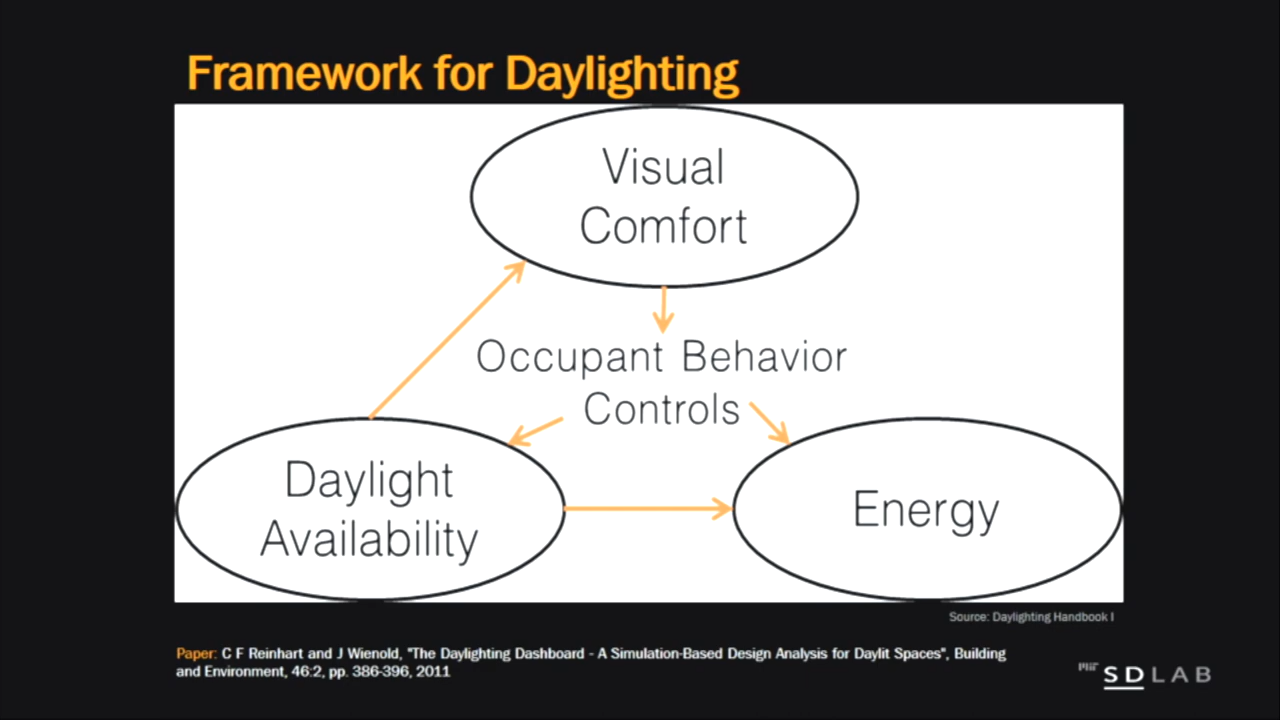 Framework for Daylighting
Visual
Comfort
Occupant Behavior
Controls
Daylight
Availability
Energy
Source: Daylighting Handbook I
Paper: C F Reinhart and J Wienold, "The Daylighting Dashboard - A Simulation-Based Design Analysis for Daylit Spaces", Building
and Environment, 46:2, pp. 386-396, 2011
MIT SDLAB